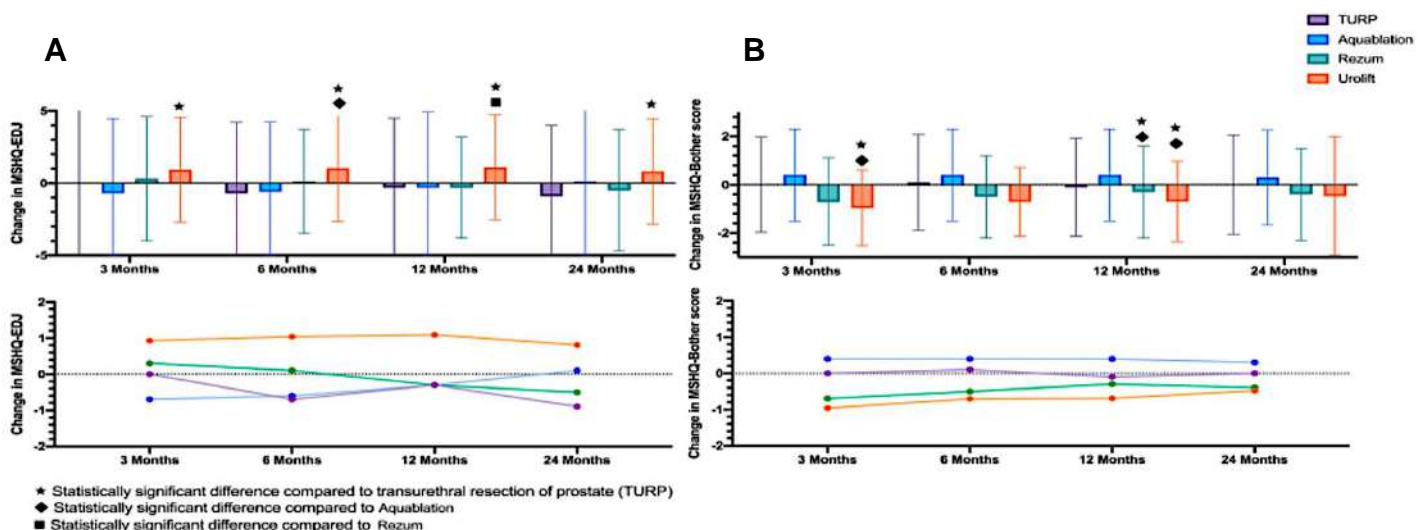 A
B
TURP
Aquablation
Rezum
Urolift
Change in MSHQ-EDJ
5
0
-5
3 Months
6 Months
12 Months
24 Months
Change in MSHQ-Bother score
2
0
-2
3 Months
6 Months
12 Months
24 Months
Change in MSHQ-EDJ
2
1
0
-1
-2
3 Months
6 Months
12 Months
24 Months
Change in MSHQ-Bother score
2
1
0
-1
-2
3 Months
6 Months
12 Months
24 Months
★ Statistically significant difference compared to transurethral resection of prostate (TURP)
◆ Statistically significant difference compared to Aquablation
■ Statistically significant difference compared to Rezum